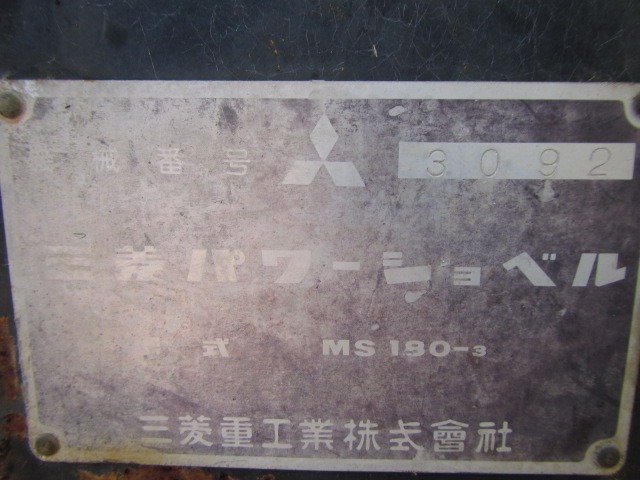 機械番号 3092
三菱パワーショベル
型式 MS180-3
三菱重工業株式會社